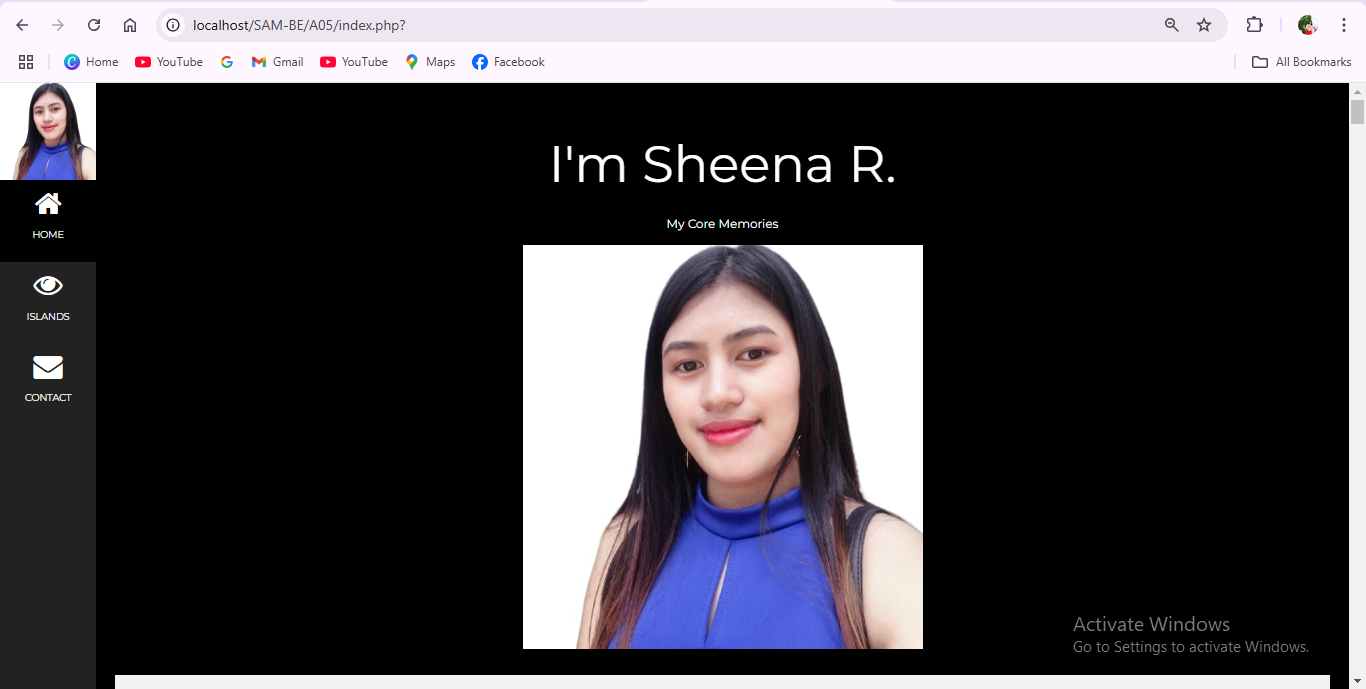 localhost/SAM-BE/A05/index.php?
Home YouTube Gmail YouTube Maps Facebook All Bookmarks
I'm Sheena R.
My Core Memories
HOME
ISLANDS
CONTACT
Activate Windows
Go to Settings to activate Windows.